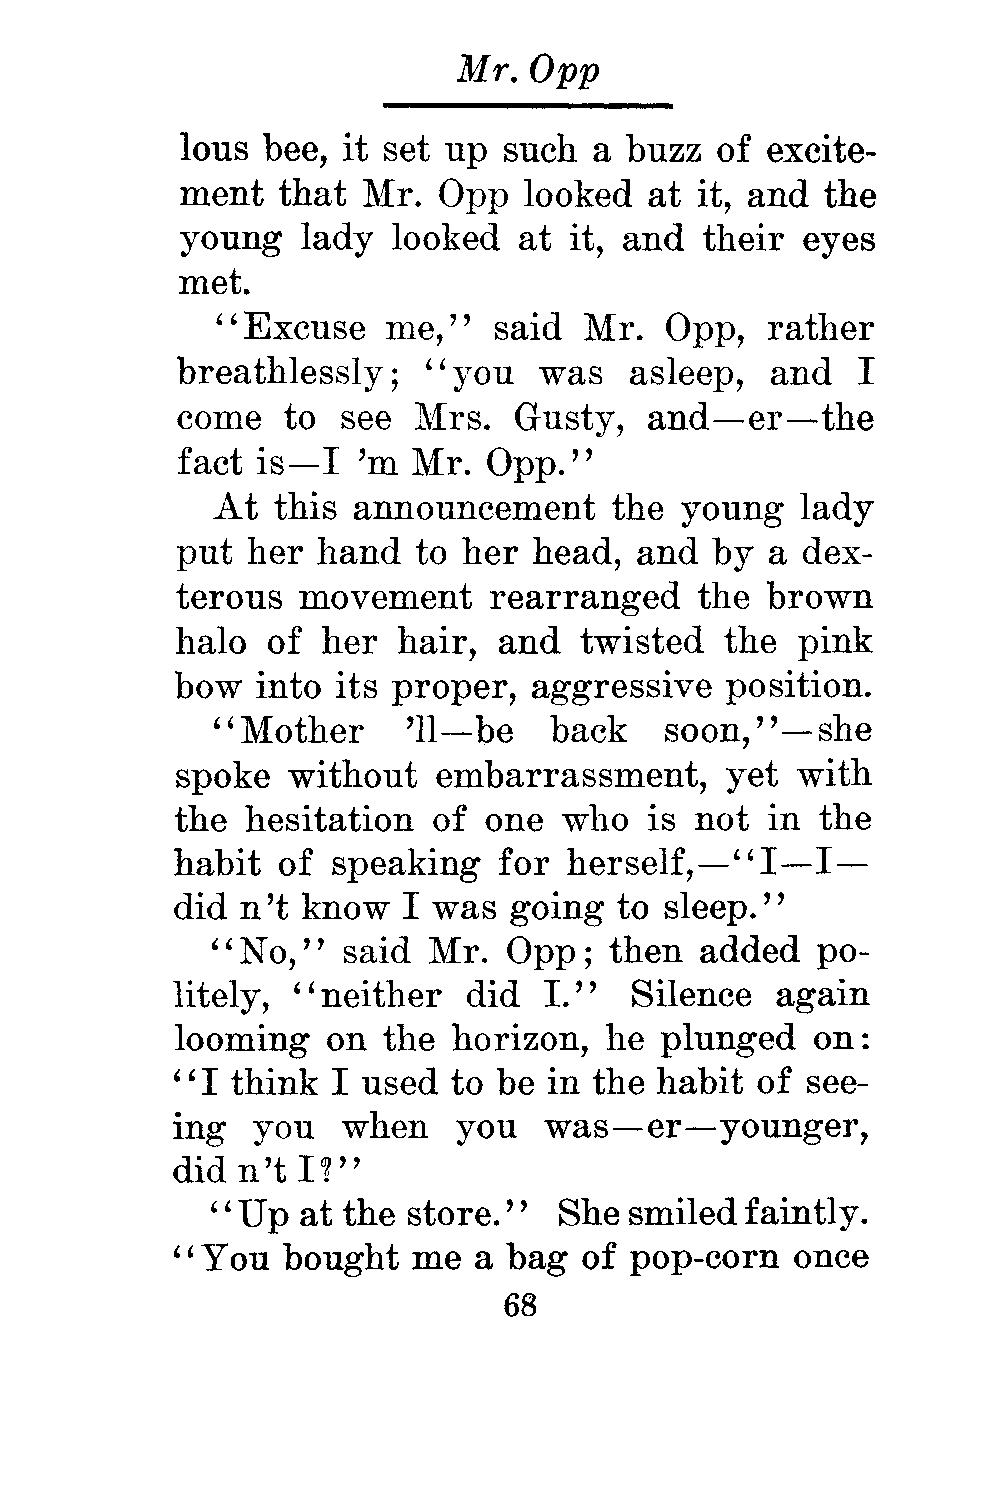 Mr. Opp
lous bee, it set up such a buzz of excite-
ment that Mr. Opp looked at it, and the
young lady looked at it, and their eyes
met.
"Excuse me," said Mr. Opp, rather
breathlessly; "you was asleep, and I
come to see Mrs. Gusty, and—er—the
fact is—I 'm Mr. Opp."
At this announcement the young lady
put her hand to her head, and by a dex-
terous movement rearranged the brown
halo of her hair, and twisted the pink
bow into its proper, aggressive position.
"Mother 'll—be back soon,"—she
spoke without embarrassment, yet with
the hesitation of one who is not in the
habit of speaking for herself,—"I—I—
did n't know I was going to sleep."
"No," said Mr. Opp; then added po-
litely, "neither did I." Silence again
looming on the horizon, he plunged on:
"I think I used to be in the habit of see-
ing you when you was—er—younger,
did n't I?"
"Up at the store." She smiled faintly.
"You bought me a bag of pop-corn once
68